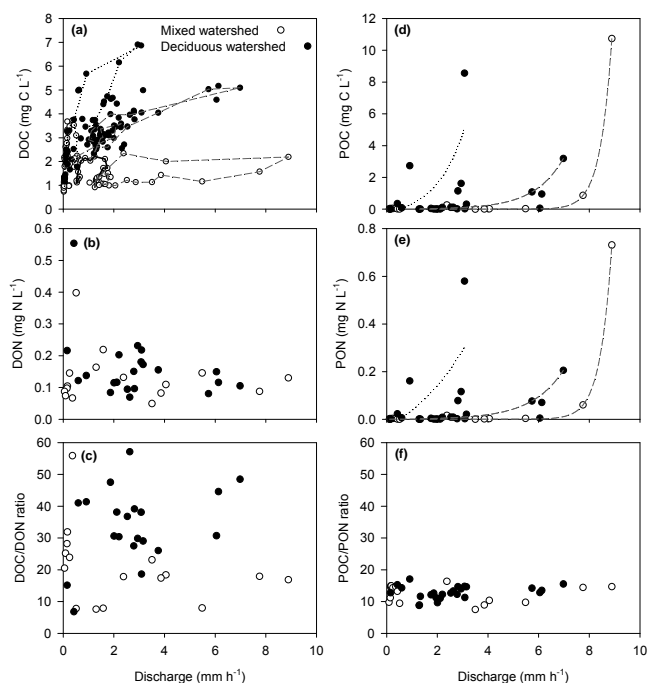 (a)
Mixed watershed
Deciduous watershed
DOC (mg C L⁻¹)
8
7
6
5
4
3
2
1
0
(b)
DON (mg N L⁻¹)
0.6
0.5
0.4
0.3
0.2
0.1
0.0
(c)
DOC/DON ratio
60
50
40
30
20
10
0
0 2 4 6 8 10
Discharge (mm h⁻¹)
(d)
POC (mg C L⁻¹)
12
10
8
6
4
2
0
(e)
PON (mg N L⁻¹)
0.8
0.6
0.4
0.2
0.0
(f)
POC/PON ratio
60
50
40
30
20
10
0
0 2 4 6 8 10
Discharge (mm h⁻¹)